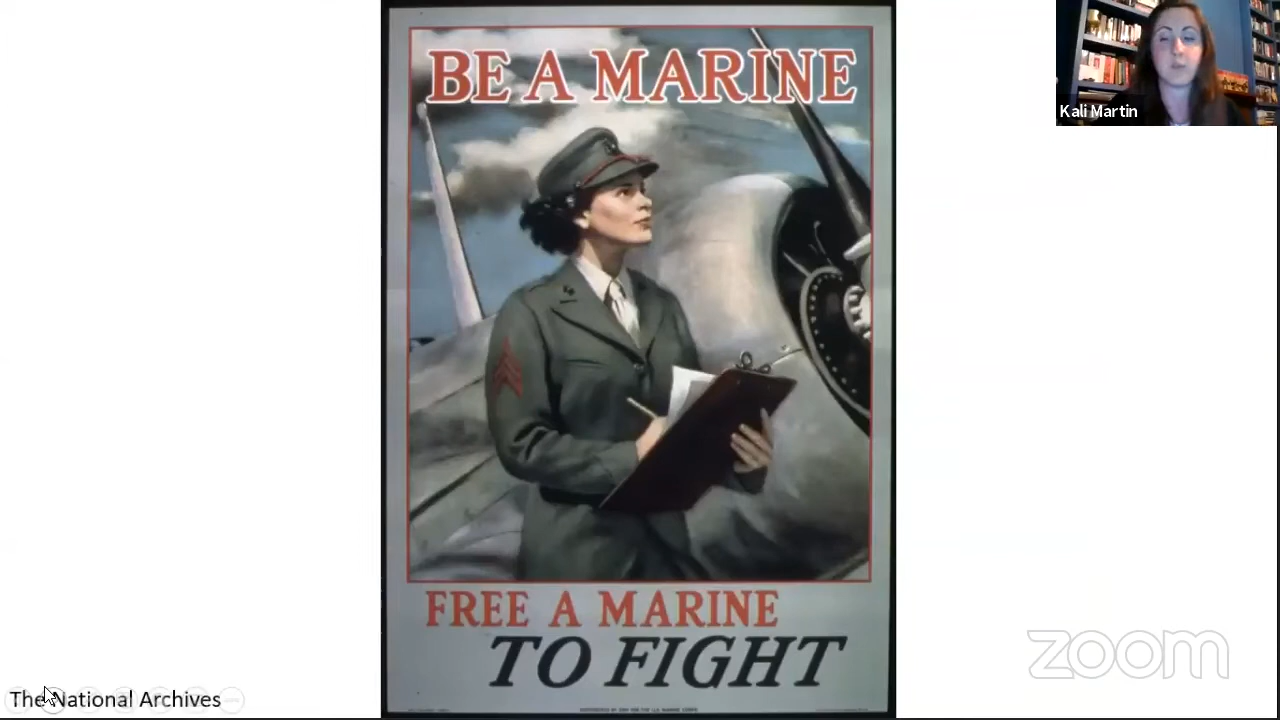 BE A MARINE
FREE A MARINE
TO FIGHT
Kali Martin
zoom
The National Archives